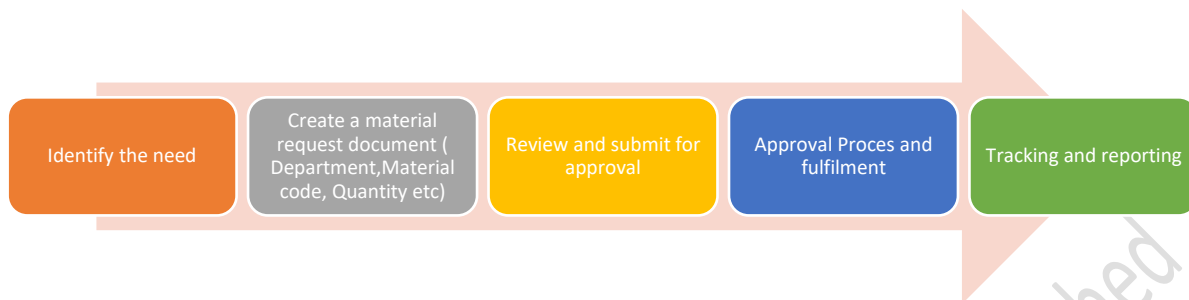 Identify the need
Create a material
request document (
Department,Material
code, Quantity etc)
Review and submit for
approval
Approval Proces and
fulfilment
Tracking and reporting